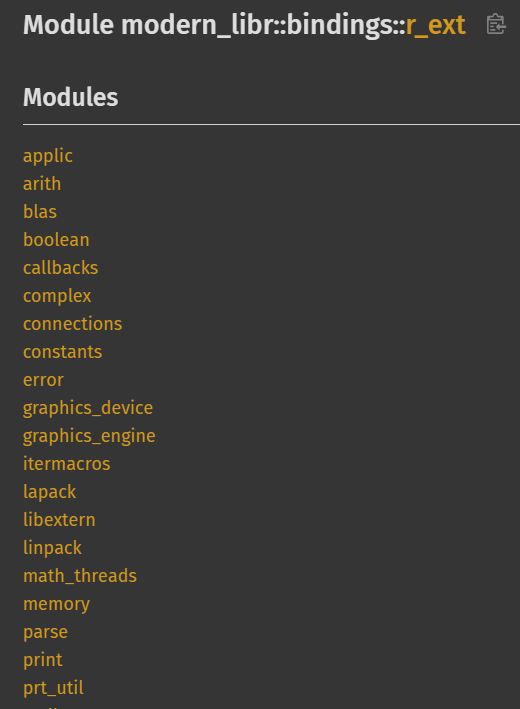 Module modern_libr::bindings::r_ext
Modules
applic
arith
blas
boolean
callbacks
complex
connections
constants
error
graphics_device
graphics_engine
itermacros
lapack
libextern
linpack
math_threads
memory
parse
print
prt_util